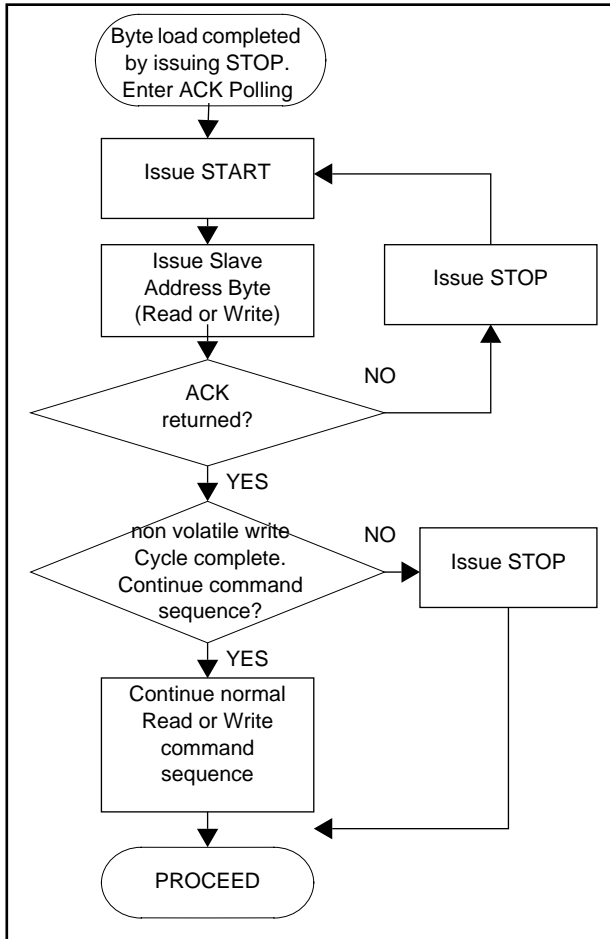 Byte load completed
by issuing STOP.
Enter ACK Polling
Issue START
Issue Slave
Address Byte
(Read or Write)
Issue STOP
ACK
returned?
NO
YES
non volatile write
Cycle complete.
Continue command
sequence?
NO
Issue STOP
YES
Continue normal
Read or Write
command
sequence
PROCEED